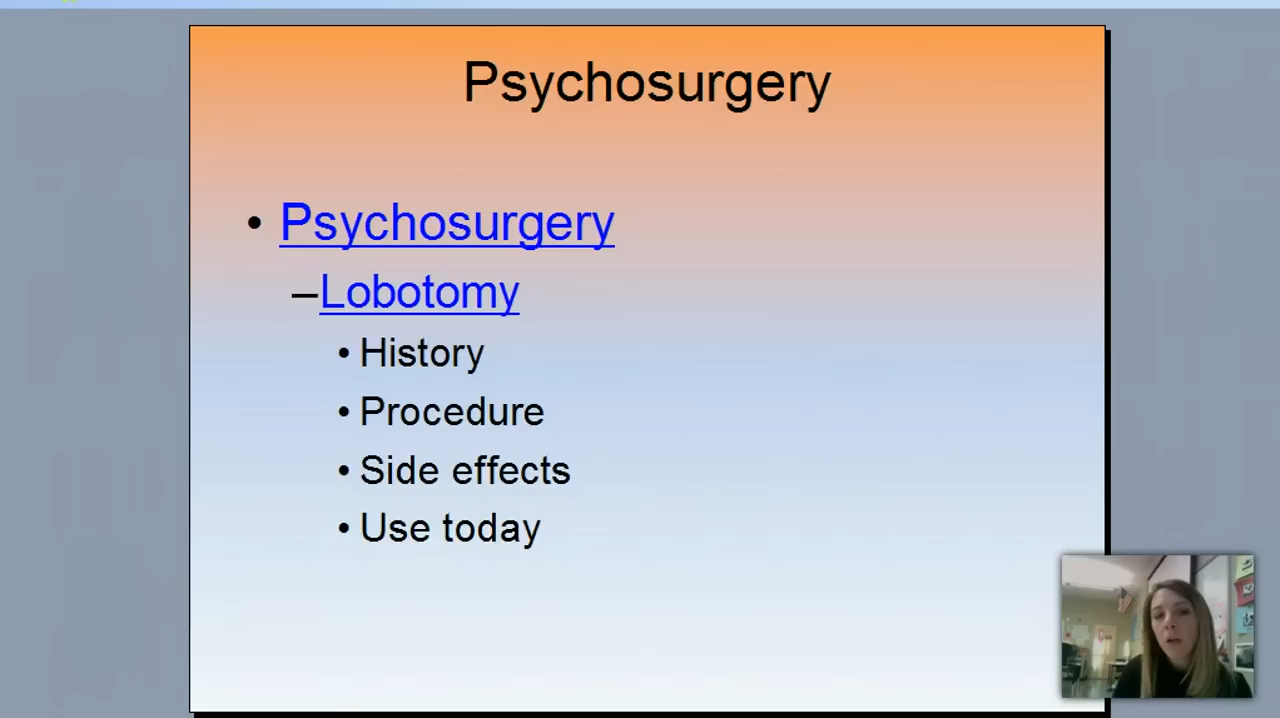 Psychosurgery
• Psychosurgery
–Lobotomy
• History
• Procedure
• Side effects
• Use today